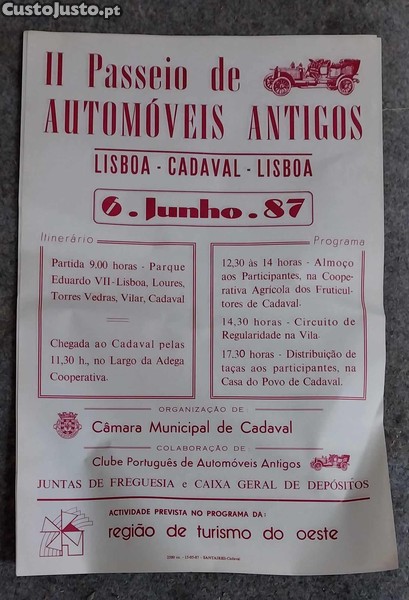 CustoJusto.pt
II Passeio de
AUTOMÓVEIS ANTIGOS
LISBOA - CADAVAL - LISBOA
6 . Junho . 87
Itinerário
Partida 9.00 horas - Parque
Eduardo VII - Lisboa, Loures,
Torres Vedras, Vilar, Cadaval
Chegada ao Cadaval pelas
11,30 h., no Largo da Adega
Cooperativa.
Programa
12,30 às 14 horas - Almoço
aos Participantes, na Coope-
rativa Agricola dos Fruticul-
tores de Cadaval.
14,30 horas - Circuito de
Regularidade na Vila.
17.30 horas - Distribuição de
taças aos participantes, na
Casa do Povo de Cadaval.
ORGANIZAÇÃO DE:
Câmara Municipal de Cadaval
COLABORAÇÃO DE:
Clube Português de Automóveis Antigos
JUNTAS DE FREGUESIA e CAIXA GERAL DE DEPÓSITOS
ACTIVIDADE PREVISTA NO PROGRAMA DA:
região de turismo do oeste